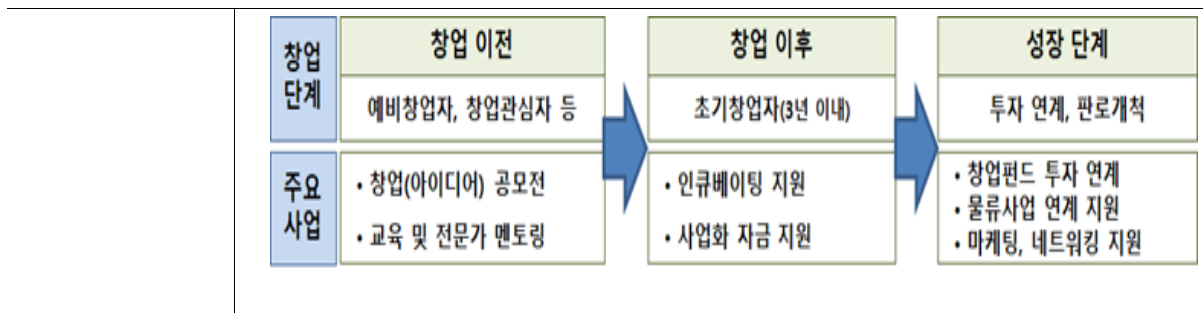 창업 단계
창업 이전
창업 이후
성장 단계
예비창업자, 창업관심자 등
초기창업자(3년 이내)
투자 연계, 판로개척
주요 사업
• 창업(아이디어) 공모전
• 교육 및 전문가 멘토링
• 인큐베이팅 지원
• 사업화 자금 지원
• 창업펀드 투자 연계
• 물류사업 연계 지원
• 마케팅, 네트워킹 지원